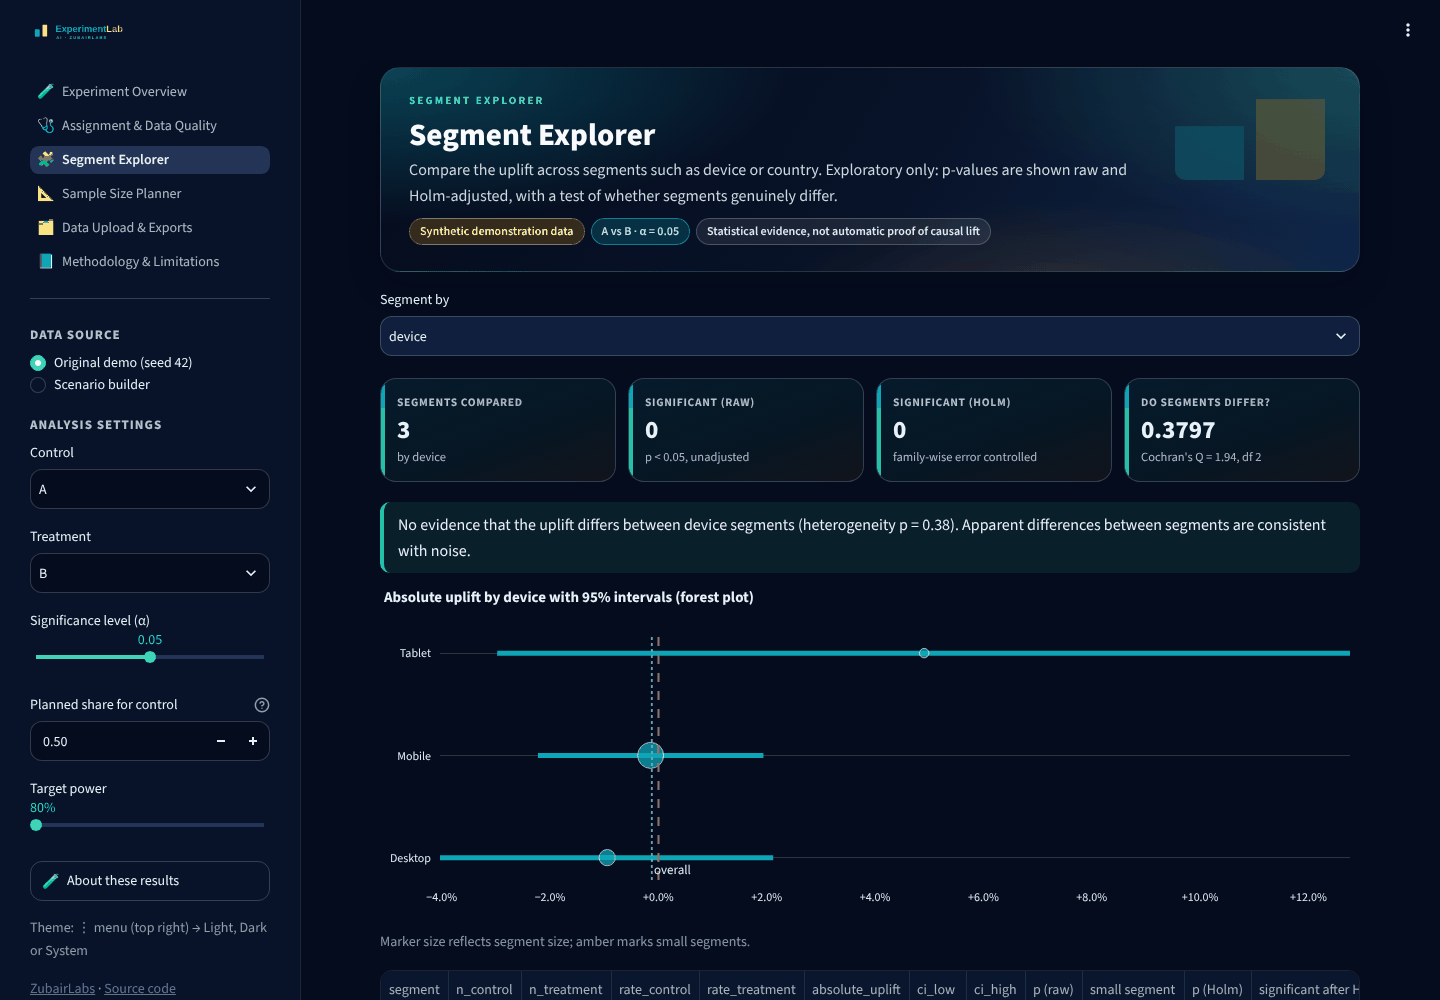 ExperimentLab
AI · ZUBAIRLABS
Experiment Overview
Assignment & Data Quality
Segment Explorer
Sample Size Planner
Data Upload & Exports
Methodology & Limitations
DATA SOURCE
Original demo (seed 42)
Scenario builder
ANALYSIS SETTINGS
Control
A
Treatment
B
Significance level (α)
0.05
Planned share for control
0.50
Target power
80%
About these results
Theme: ⋮ menu (top right) → Light, Dark
or System
ZubairLabs · Source code
SEGMENT EXPLORER
Segment Explorer
Compare the uplift across segments such as device or country. Exploratory only: p-values are shown raw and
Holm-adjusted, with a test of whether segments genuinely differ.
Synthetic demonstration data
A vs B · α = 0.05
Statistical evidence, not automatic proof of causal lift
Segment by
device
SEGMENTS COMPARED
3
by device
SIGNIFICANT (RAW)
0
p < 0.05, unadjusted
SIGNIFICANT (HOLM)
0
family-wise error controlled
DO SEGMENTS DIFFER?
0.3797
Cochran's Q = 1.94, df 2
No evidence that the uplift differs between device segments (heterogeneity p = 0.38). Apparent differences between segments are consistent
with noise.
Absolute uplift by device with 95% intervals (forest plot)
Tablet
Mobile
Desktop
overall
−4.0% −2.0% +0.0% +2.0% +4.0% +6.0% +8.0% +10.0% +12.0%
Marker size reflects segment size; amber marks small segments.
segment n_control n_treatment rate_control rate_treatment absolute_uplift ci_low ci_high p (raw) small segment p (Holm) significant after H